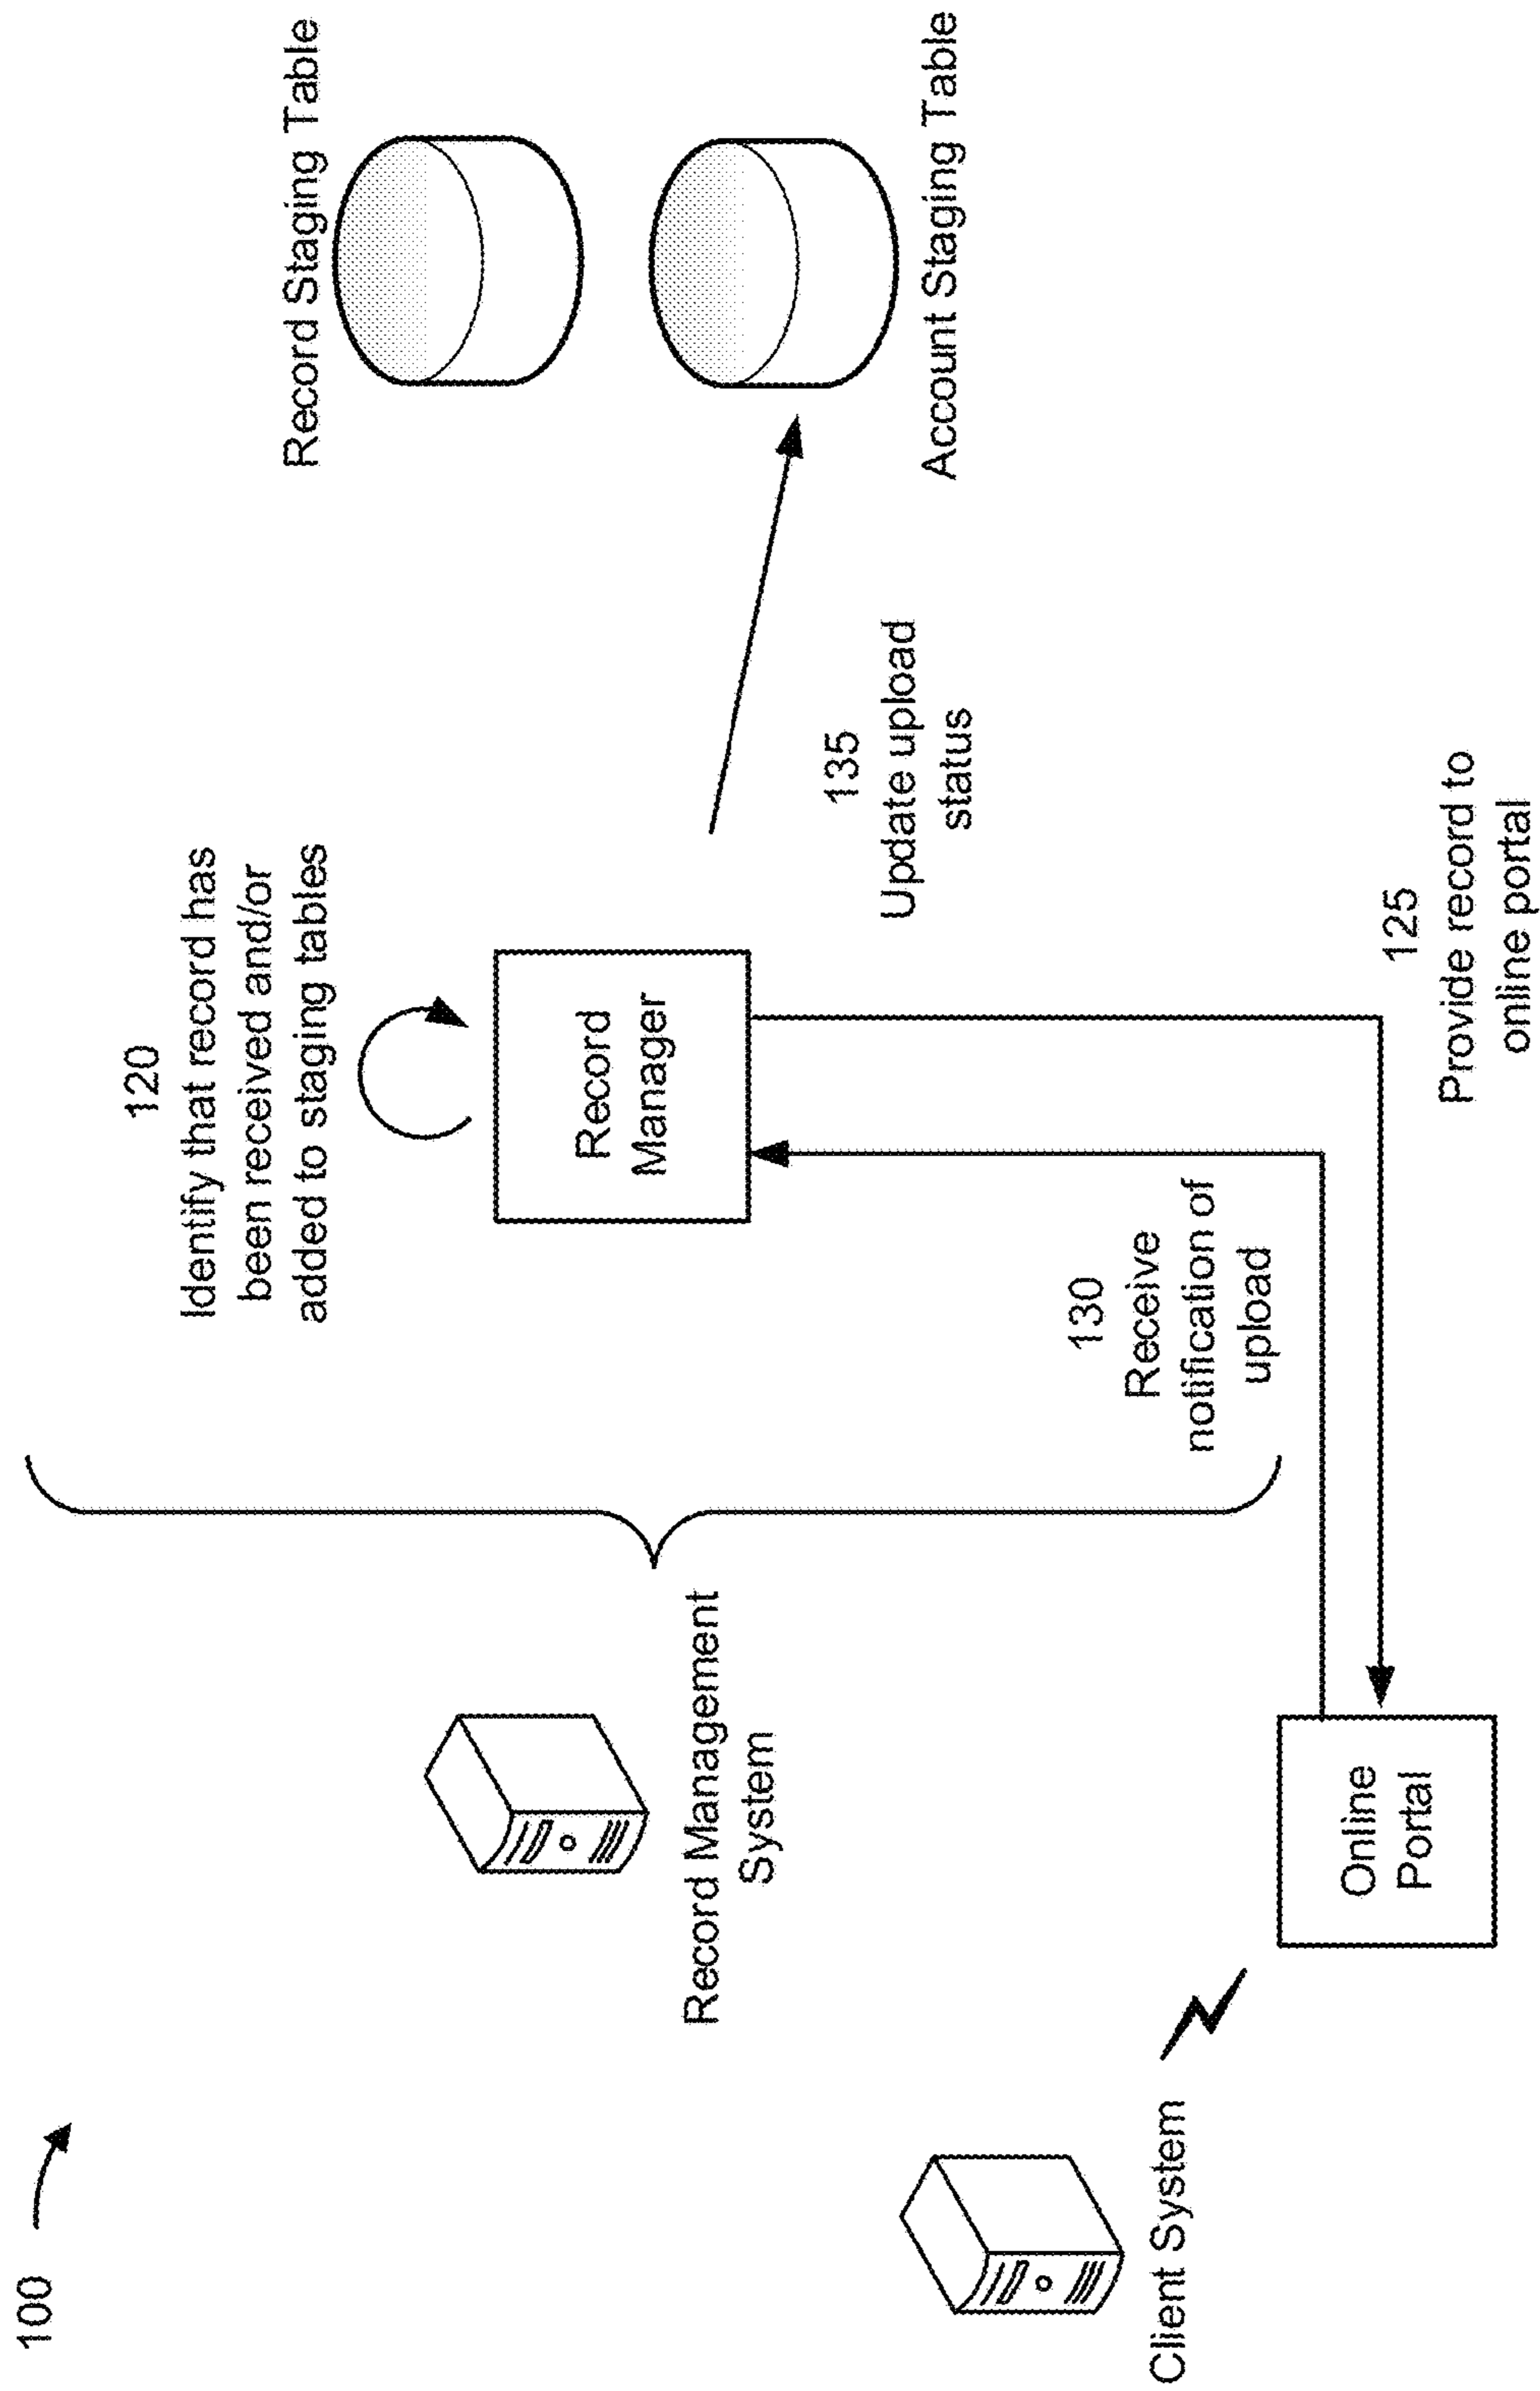 100
120
Identify that record has
been received and/or
added to staging tables
Record Staging Table
Record Management
System
Record
Manager
135
Update upload
status
Account Staging Table
130
Receive
notification of
upload
Client System
Online
Portal
125
Provide record to
online portal